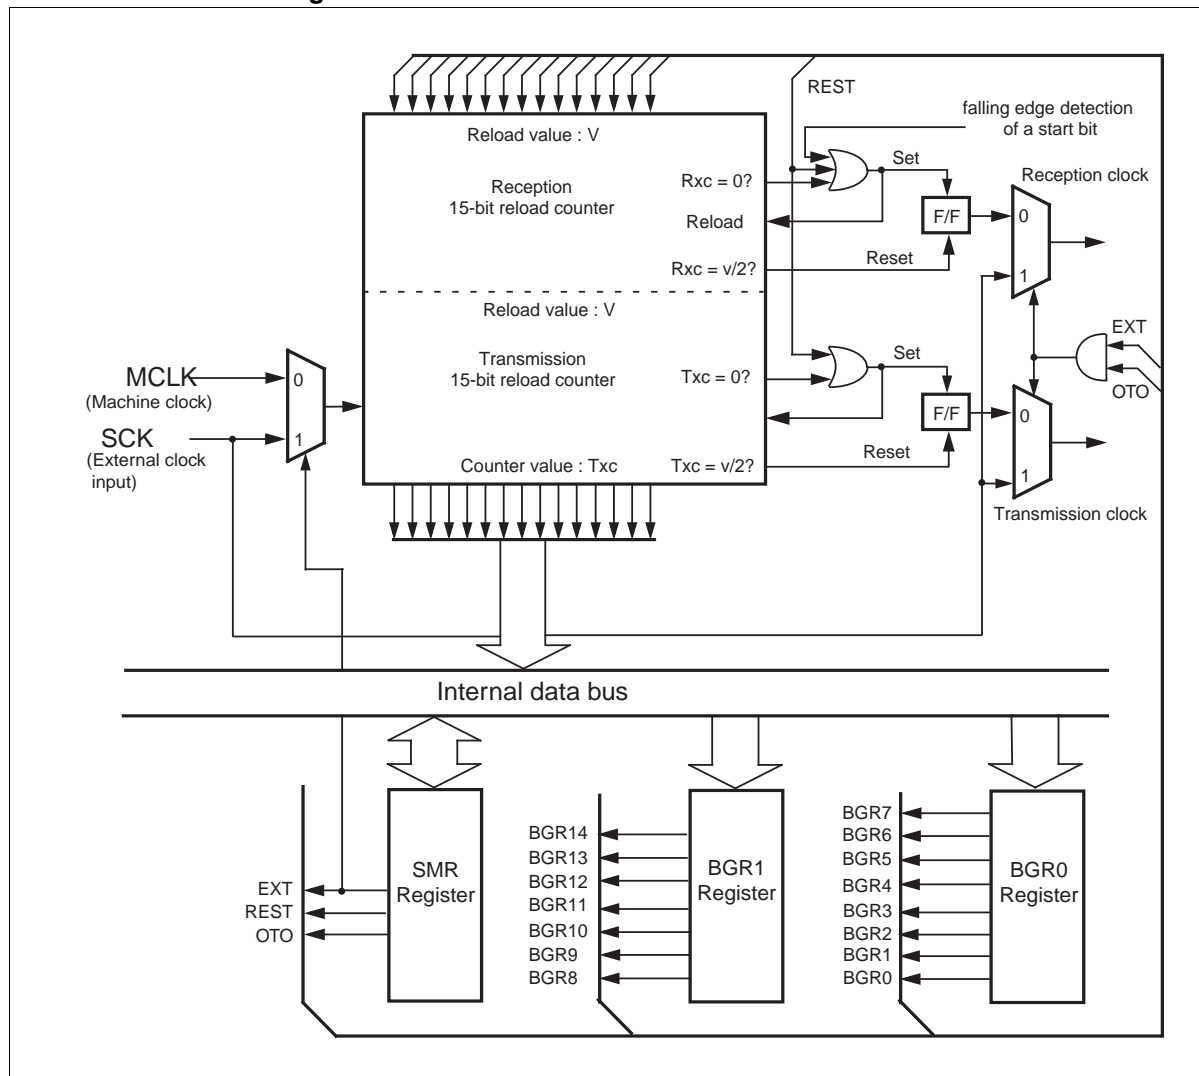 REST
falling edge detection
of a start bit
Reload value : V
Set
Reception clock
Reception
15-bit reload counter
Rxc = 0?
F/F
0
Reload
Reset
Rxc = v/2?
1
Reload value : V
EXT
Transmission
15-bit reload counter
Set
MCLK
(Machine clock)
0
Txc = 0?
OTO
F/F
0
SCK
(External clock
input)
1
Reset
Counter value : Txc
Txc = v/2?
1
Transmission clock
Internal data bus
BGR7
BGR14
BGR6
BGR13
BGR5
SMR
Register
BGR1
Register
BGR0
Register
EXT
BGR12
BGR4
REST
BGR11
BGR3
OTO
BGR10
BGR2
BGR9
BGR1
BGR8
BGR0